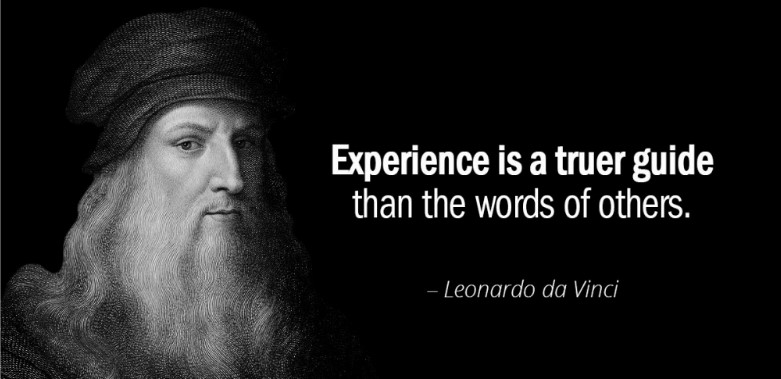 Experience is a truer guide
than the words of others.
– Leonardo da Vinci